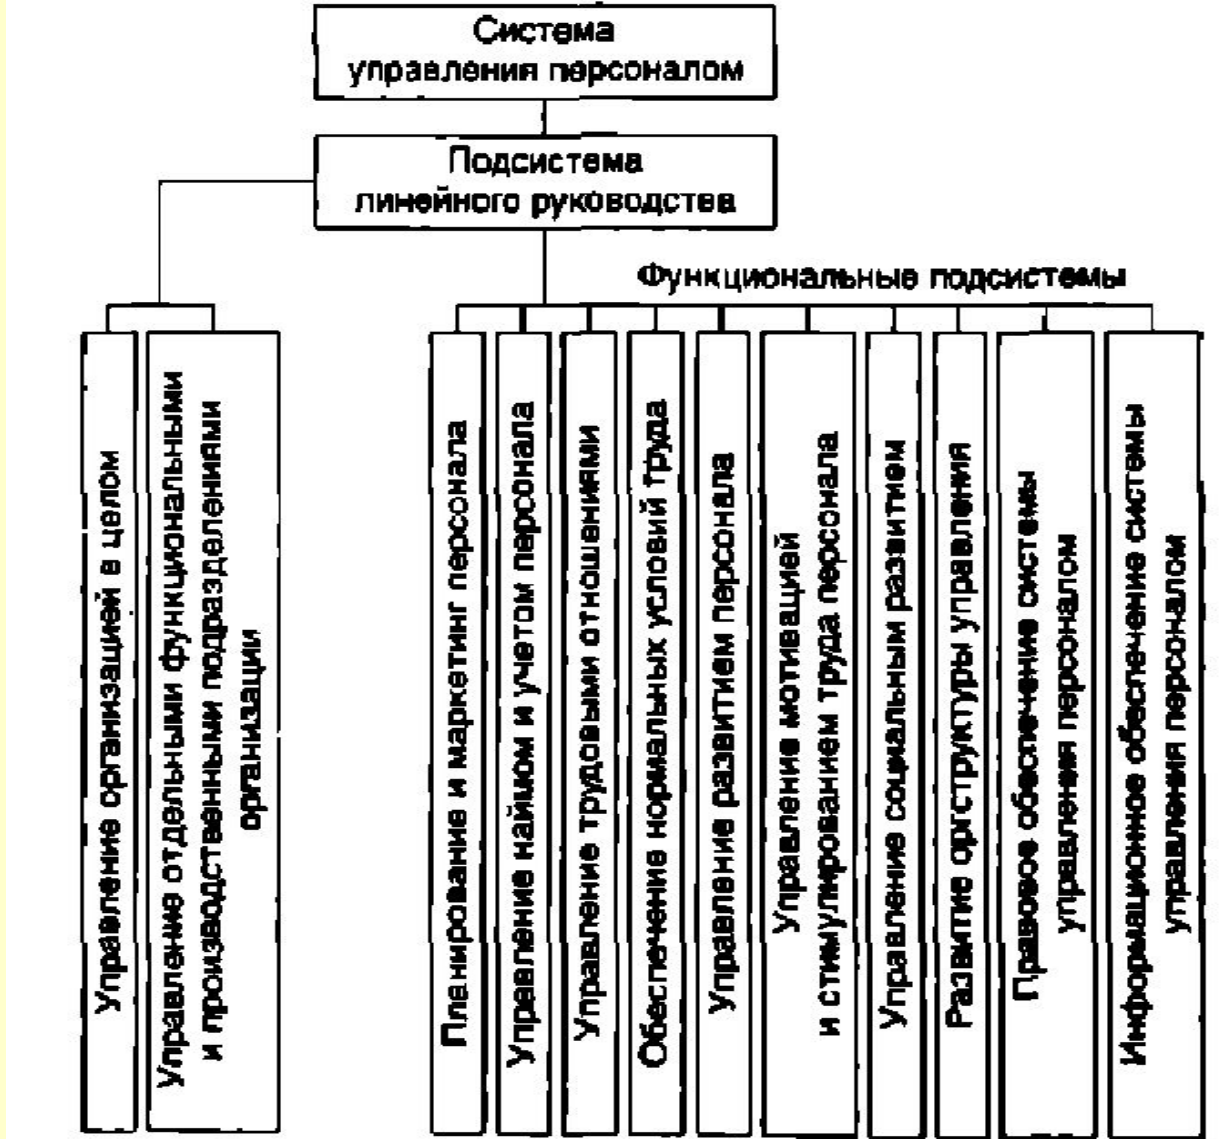 Система
управления персоналом
Подсистема
линейного руководства
Функциональные подсистемы
Управление организацией в целом
Управление отдельными функциональными
и производственными подразделениями
организации
Планирование и маркетинг персонала
Управление наймом и учетом персонала
Управление трудовыми отношениями
Обеспечение нормальных условий труда
Управление развитием персонала
Управление мотивацией
и стимулированием труда персонала
Управление социальным развитием
Развитие оргструктуры управления
Правовое обеспечение системы
управления персоналом
Информационное обеспечение системы
управления персоналом